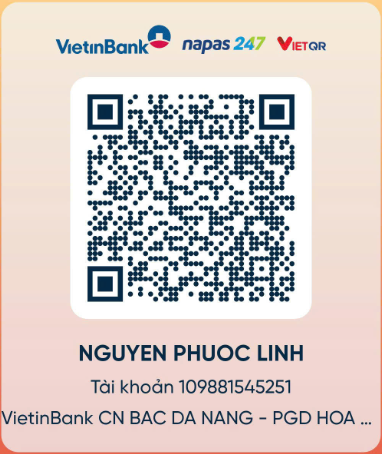 VietinBank napas 247 VIETQR
NGUYEN PHUOC LINH
Tài khoản 109881545251
VietinBank CN BAC DA NANG - PGD HOA ...